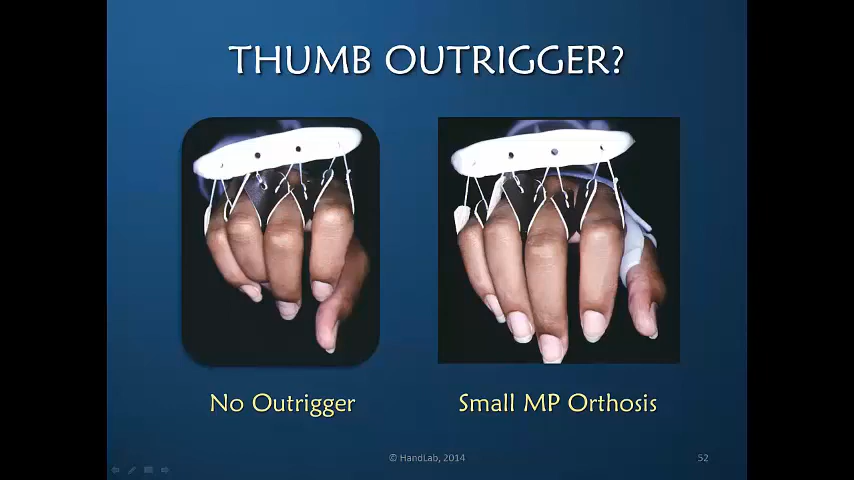 THUMB OUTRIGGER?
No Outrigger
Small MP Orthosis
© HandLab, 2014
52